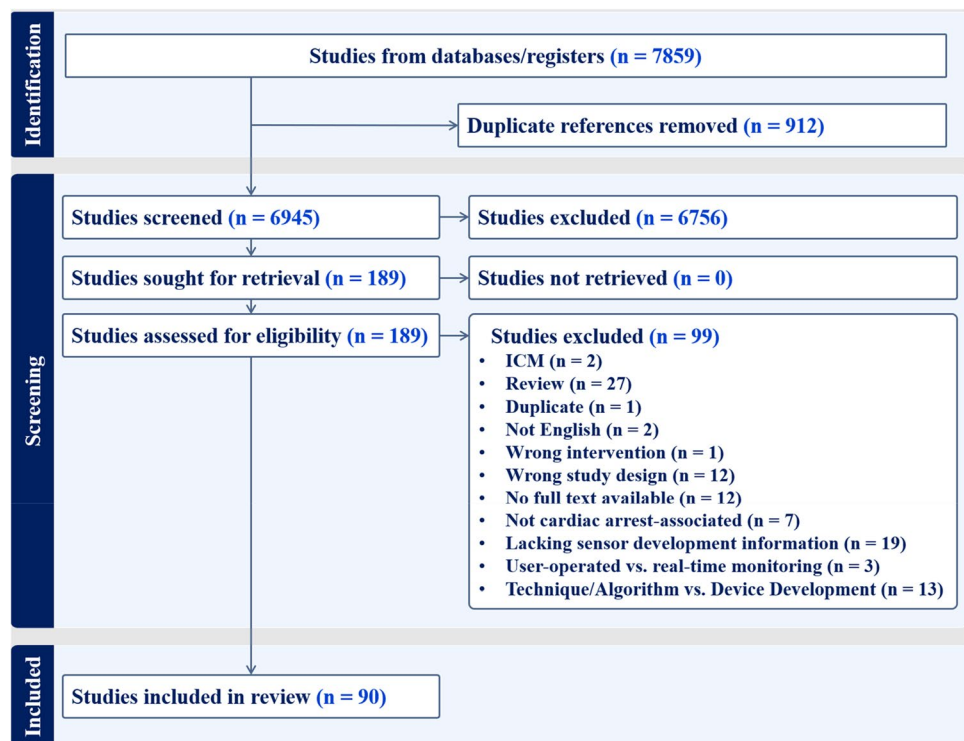 Identification
Studies from databases/registers (n = 7859)
Duplicate references removed (n = 912)
Screening
Studies screened (n = 6945)
Studies excluded (n = 6756)
Studies sought for retrieval (n = 189)
Studies not retrieved (n = 0)
Studies assessed for eligibility (n = 189)
Studies excluded (n = 99)
• ICM (n = 2)
• Review (n = 27)
• Duplicate (n = 1)
• Not English (n = 2)
• Wrong intervention (n = 1)
• Wrong study design (n = 12)
• No full text available (n = 12)
• Not cardiac arrest-associated (n = 7)
• Lacking sensor development information (n = 19)
• User-operated vs. real-time monitoring (n = 3)
• Technique/Algorithm vs. Device Development (n = 13)
Included
Studies included in review (n = 90)